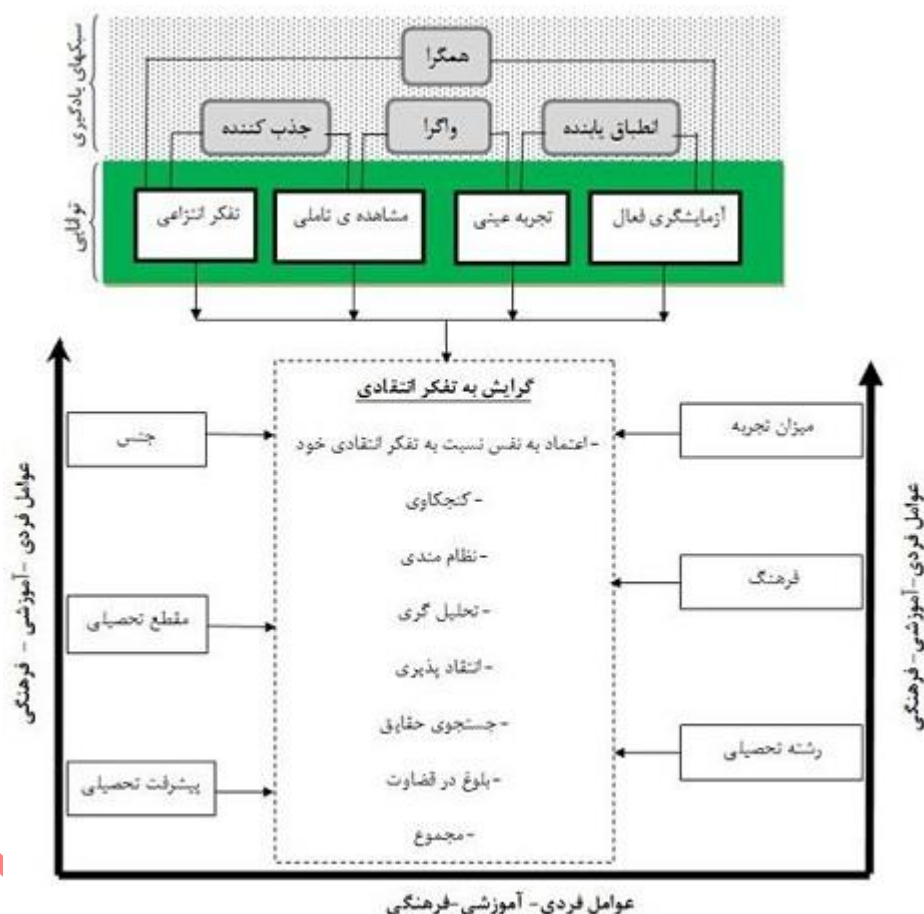 سبکهای یادگیری
همگرا
انطباق یابنده
واگرا
جذب کننده
توانایی
آزمایشگری فعال
تجربه عینی
مشاهده ی تاملی
تفکر انتزاعی
گرایش به تفکر انتقادی
-اعتماد به نفس نسبت به تفکر انتقادی خود
-کنجکاوی
-نظام مندی
-تحلیل گری
-انتقاد پذیری
-جستجوی حقایق
-بلوغ در قضاوت
-مجموع
میزان تجربه
فرهنگ
رشته تحصیلی
جنس
مقطع تحصیلی
پیشرفت تحصیلی
عوامل فردی-آموزشی-فرهنگی
عوامل فردی -آموزشی - فرهنگی
عوامل فردی- آموزشی-فرهنگی